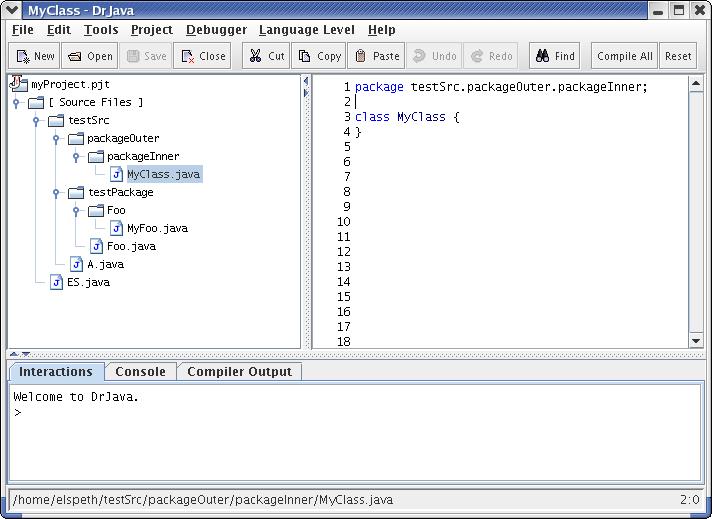 MyClass - DrJava
File Edit Tools Project Debugger Language Level Help
New Open Save Close Cut Copy Paste Undo Redo Find Compile All Reset
myProject.pjt
[ Source Files ]
testSrc
packageOuter
packageInner
MyClass.java
testPackage
Foo
MyFoo.java
Foo.java
A.java
ES.java
1 package testSrc.packageOuter.packageInner;
2
3 class MyClass {
4 }
5
6
7
8
9
10
11
12
13
14
15
16
17
18
Interactions Console Compiler Output
Welcome to DrJava.
>
/home/elspeth/testSrc/packageOuter/packageInner/MyClass.java 2:0